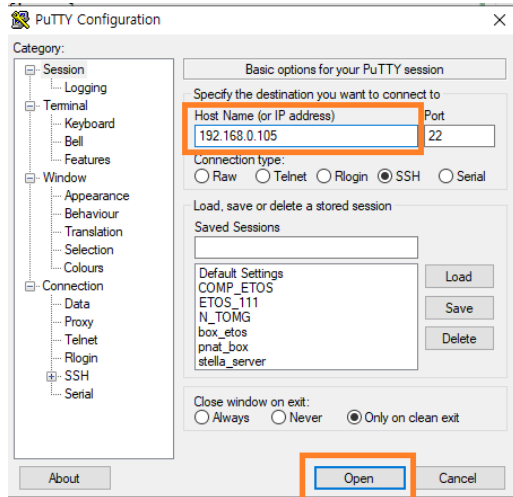 PuTTY Configuration
Category:
Session
Logging
Terminal
Keyboard
Bell
Features
Window
Appearance
Behaviour
Translation
Selection
Colours
Connection
Data
Proxy
Telnet
Rlogin
SSH
Serial
Basic options for your PuTTY session
Specify the destination you want to connect to
Host Name (or IP address) Port
192.168.0.105 22
Connection type:
Raw Telnet Rlogin SSH Serial
Load, save or delete a stored session
Saved Sessions
Default Settings
COMP_ETOS
ETOS_111
N_TOMG
box_etos
pnat_box
stella_server
Load
Save
Delete
Close window on exit:
Always Never Only on clean exit
About Open Cancel